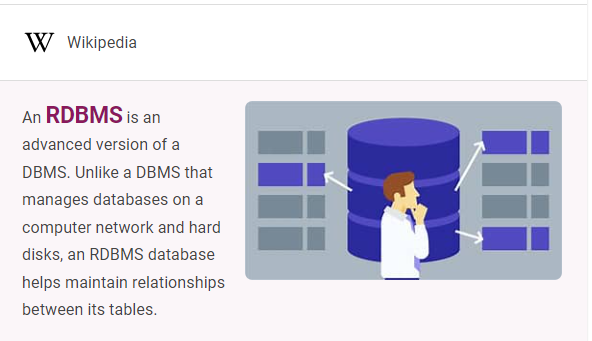 W Wikipedia
An RDBMS is an
advanced version of a
DBMS. Unlike a DBMS that
manages databases on a
computer network and hard
disks, an RDBMS database
helps maintain relationships
between its tables.